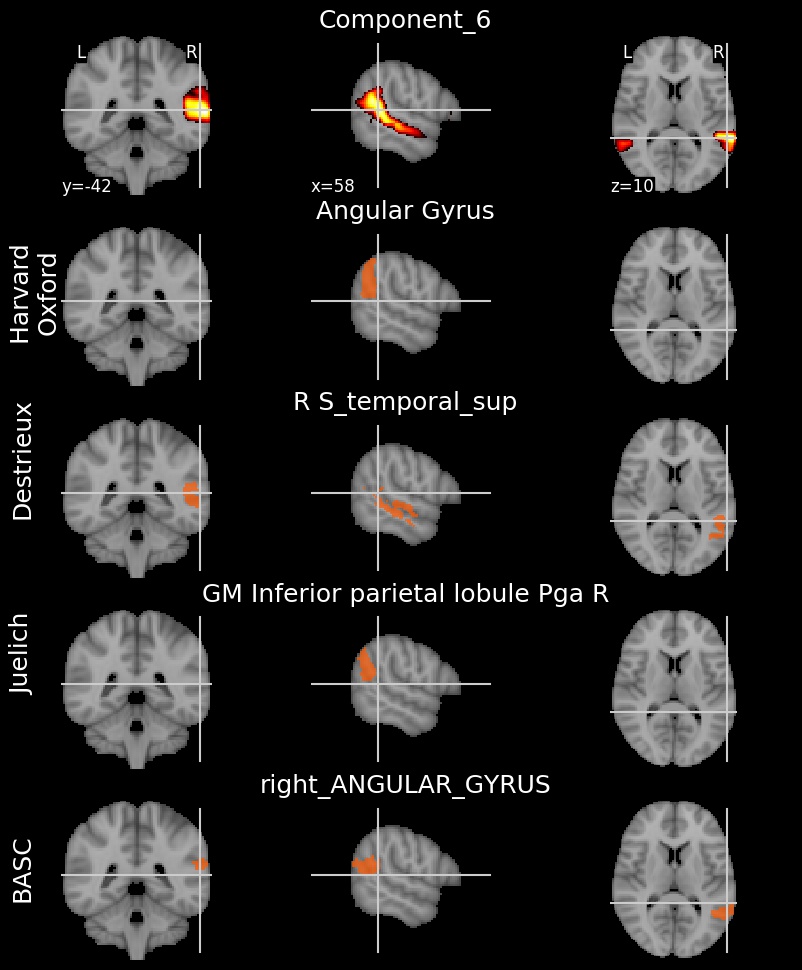 Component_6
L R
L R
y=-42
x=58
z=10
Angular Gyrus
Harvard
Oxford
R S_temporal_sup
Destrieux
GM Inferior parietal lobule Pga R
Juelich
right_ANGULAR_GYRUS
BASC